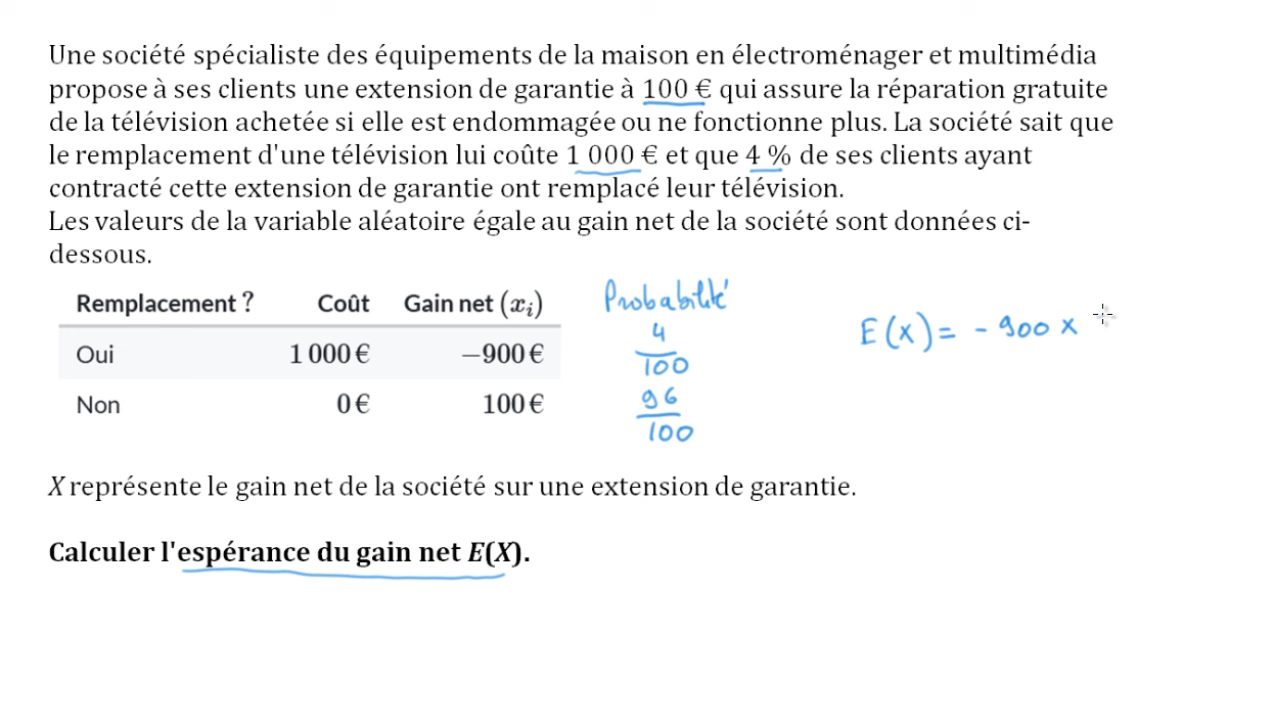 Une société spécialiste des équipements de la maison en électroménager et multimédia
propose à ses clients une extension de garantie à 100 € qui assure la réparation gratuite
de la télévision achetée si elle est endommagée ou ne fonctionne plus. La société sait que
le remplacement d'une télévision lui coûte 1 000 € et que 4 % de ses clients ayant
contracté cette extension de garantie ont remplacé leur télévision.
Les valeurs de la variable aléatoire égale au gain net de la société sont données ci-
dessous.
Remplacement ? Coût Gain net (xᵢ) Probabilité
Oui 1 000 € −900 € 4/100
Non 0 € 100 € 96/100
E(X) = - 900 x
X représente le gain net de la société sur une extension de garantie.
Calculer l'espérance du gain net E(X).